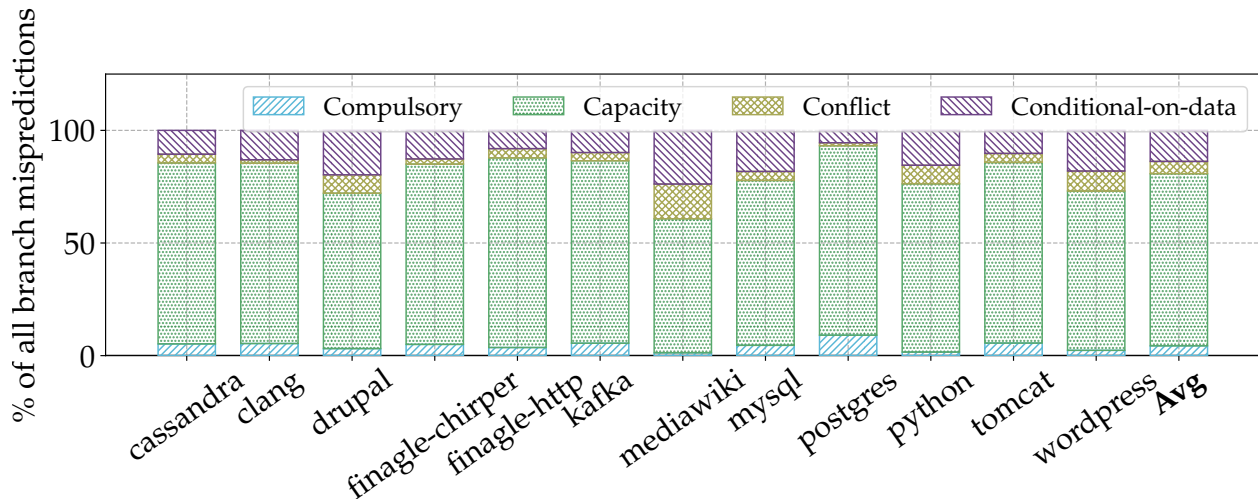 % of all branch mispredictions
Compulsory Capacity Conflict Conditional-on-data
100
50
0
cassandra
clang
drupal
finagle-chirper
finagle-http
kafka
mediawiki
mysql
postgres
python
tomcat
wordpress
Avg